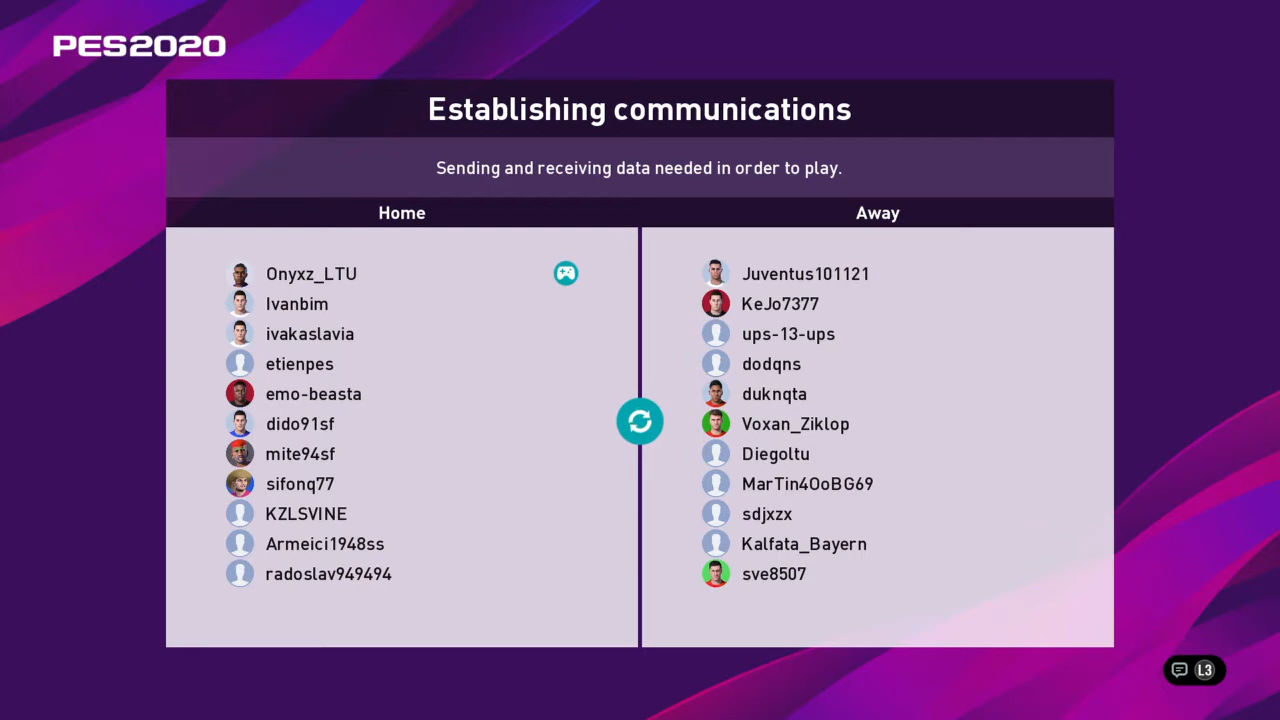 PES2020
Establishing communications
Sending and receiving data needed in order to play.
Home
Away
Onyxz_LTU
Ivanbim
ivakaslavia
etienpes
emo-beasta
dido91sf
mite94sf
sifonq77
KZLSVINE
Armeici1948ss
radoslav949494
Juventus101121
KeJo7377
ups-13-ups
dodqns
duknqta
Voxan_Ziklop
Diegoltu
MarTin4OoBG69
sdjxzx
Kalfata_Bayern
sve8507
L3